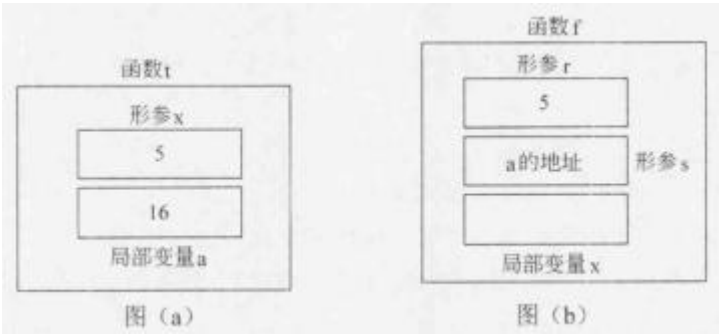 函数t
形参x
5
16
局部变量a
图（a）
函数f
形参r
5
a的地址
形参s
局部变量x
图（b）